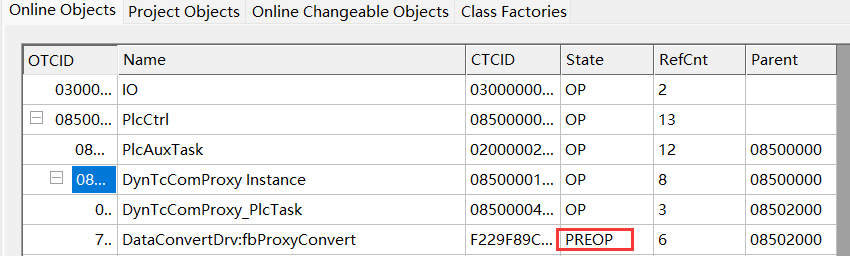 Online Objects Project Objects Online Changeable Objects Class Factories
OTCID Name CTCID State RefCnt Parent
03000... IO 03000000... OP 2
08500... PlcCtrl 08500000... OP 13
08... PlcAuxTask 02000002... OP 12 08500000
08... DynTcComProxy Instance 08500001... OP 8 08500000
0.. DynTcComProxy_PlcTask 08500004... OP 3 08502000
7.. DataConvertDrv:fbProxyConvert F229F89C... PREOP 6 08502000